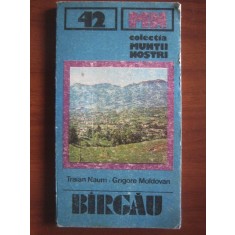 42
colecția
MUNȚII
NOȘTRI
Traian Naum · Grigore Moldovan
BÎRGĂU